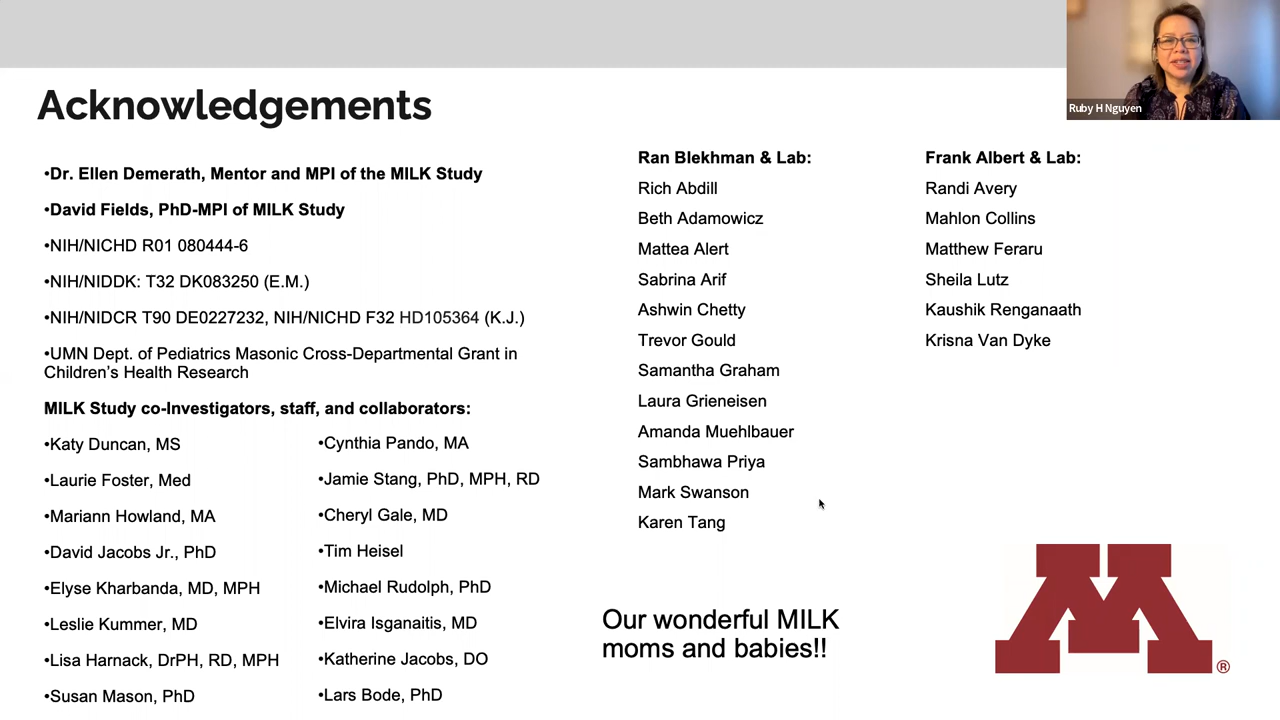 Ruby H Nguyen
Acknowledgements
•Dr. Ellen Demerath, Mentor and MPI of the MILK Study
•David Fields, PhD-MPI of MILK Study
•NIH/NICHD R01 080444-6
•NIH/NIDDK: T32 DK083250 (E.M.)
•NIH/NIDCR T90 DE0227232, NIH/NICHD F32 HD105364 (K.J.)
•UMN Dept. of Pediatrics Masonic Cross-Departmental Grant in
Children’s Health Research
MILK Study co-Investigators, staff, and collaborators:
•Katy Duncan, MS
•Laurie Foster, Med
•Mariann Howland, MA
•David Jacobs Jr., PhD
•Elyse Kharbanda, MD, MPH
•Leslie Kummer, MD
•Lisa Harnack, DrPH, RD, MPH
•Susan Mason, PhD
•Cynthia Pando, MA
•Jamie Stang, PhD, MPH, RD
•Cheryl Gale, MD
•Tim Heisel
•Michael Rudolph, PhD
•Elvira Isganaitis, MD
•Katherine Jacobs, DO
•Lars Bode, PhD
Ran Blekhman & Lab:
Rich Abdill
Beth Adamowicz
Mattea Alert
Sabrina Arif
Ashwin Chetty
Trevor Gould
Samantha Graham
Laura Grieneisen
Amanda Muehlbauer
Sambhawa Priya
Mark Swanson
Karen Tang
Frank Albert & Lab:
Randi Avery
Mahlon Collins
Matthew Feraru
Sheila Lutz
Kaushik Renganaath
Krisna Van Dyke
Our wonderful MILK
moms and babies!!
M
®